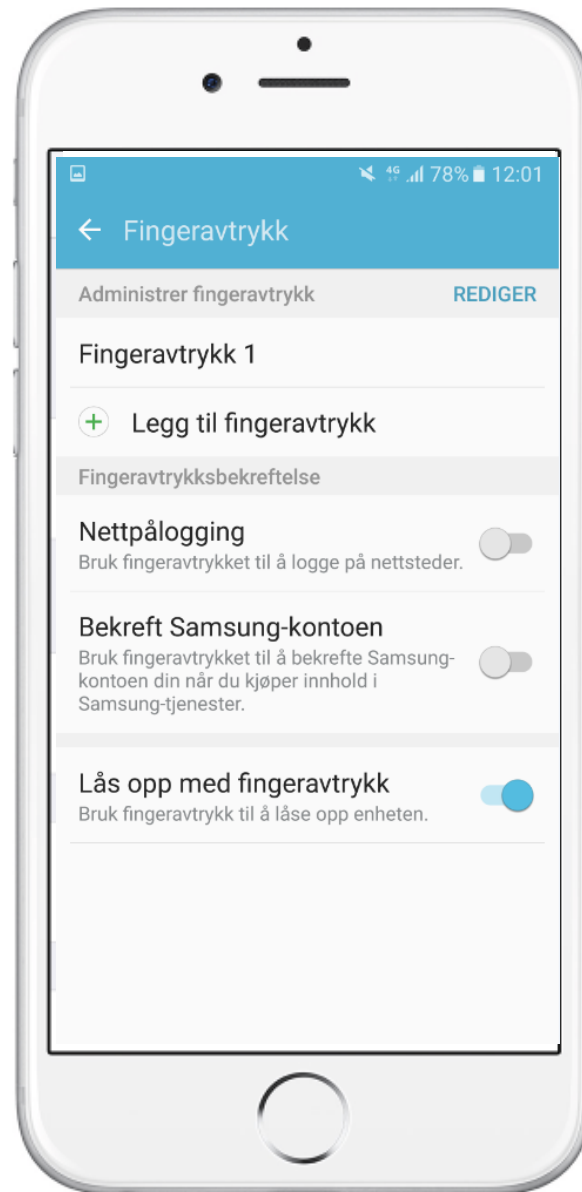 4G 78% 12:01
Fingeravtrykk
Administrer fingeravtrykk REDIGER
Fingeravtrykk 1
Legg til fingeravtrykk
Fingeravtrykksbekreftelse
Nettpålogging
Bruk fingeravtrykket til å logge på nettsteder.
Bekreft Samsung-kontoen
Bruk fingeravtrykket til å bekrefte Samsung-
kontoen din når du kjøper innhold i
Samsung-tjenester.
Lås opp med fingeravtrykk
Bruk fingeravtrykk til å låse opp enheten.